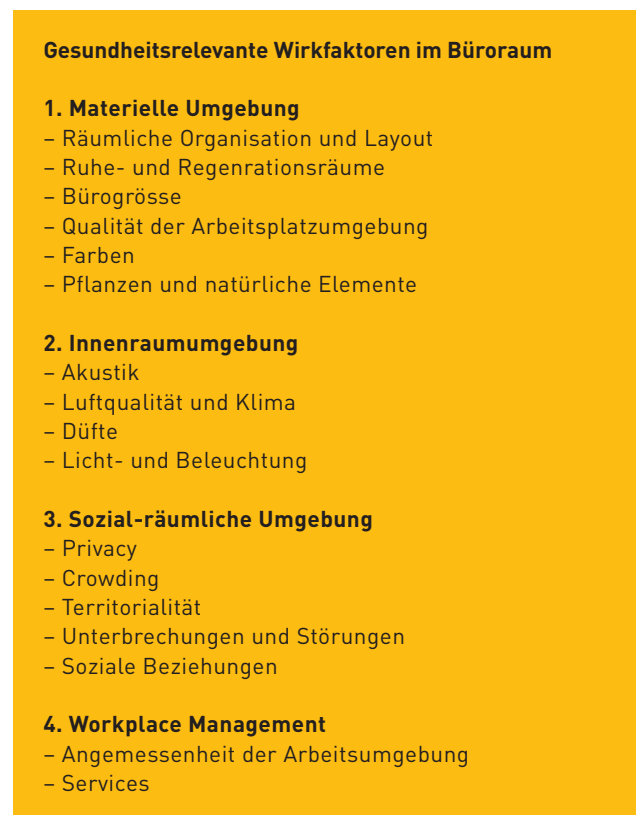 Gesundheitsrelevante Wirkfaktoren im Büroraum
1. Materielle Umgebung
– Räumliche Organisation und Layout
– Ruhe- und Regenrationsräume
– Bürogrösse
– Qualität der Arbeitsplatzumgebung
– Farben
– Pflanzen und natürliche Elemente
2. Innenraumumgebung
– Akustik
– Luftqualität und Klima
– Düfte
– Licht- und Beleuchtung
3. Sozial-räumliche Umgebung
– Privacy
– Crowding
– Territorialität
– Unterbrechungen und Störungen
– Soziale Beziehungen
4. Workplace Management
– Angemessenheit der Arbeitsumgebung
– Services